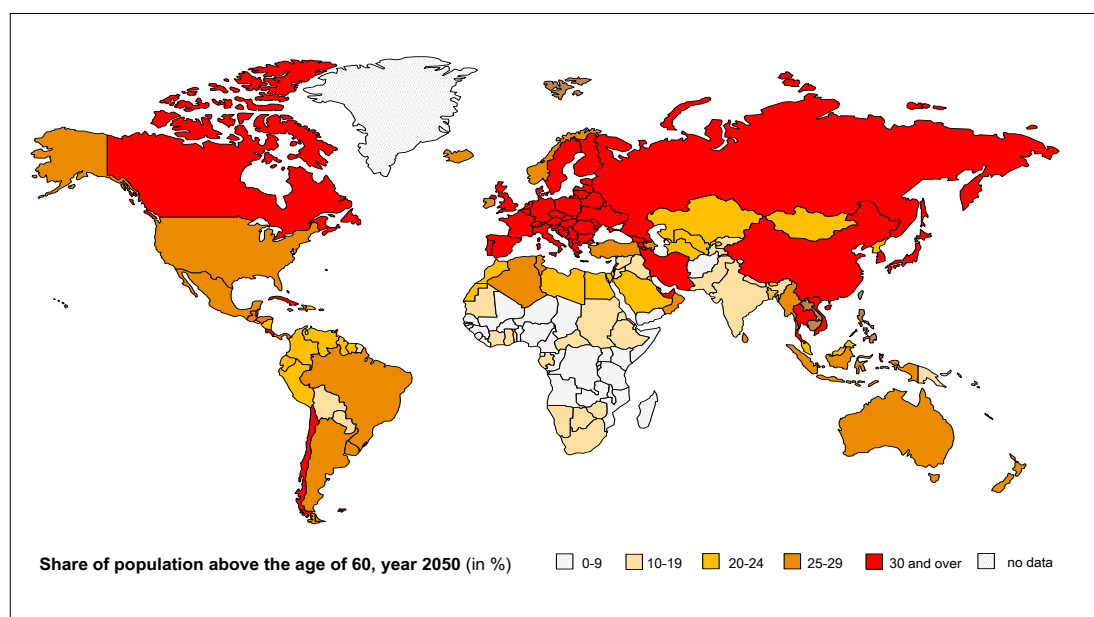 Share of population above the age of 60, year 2050 (in %) 0-9 10-19 20-24 25-29 30 and over no data